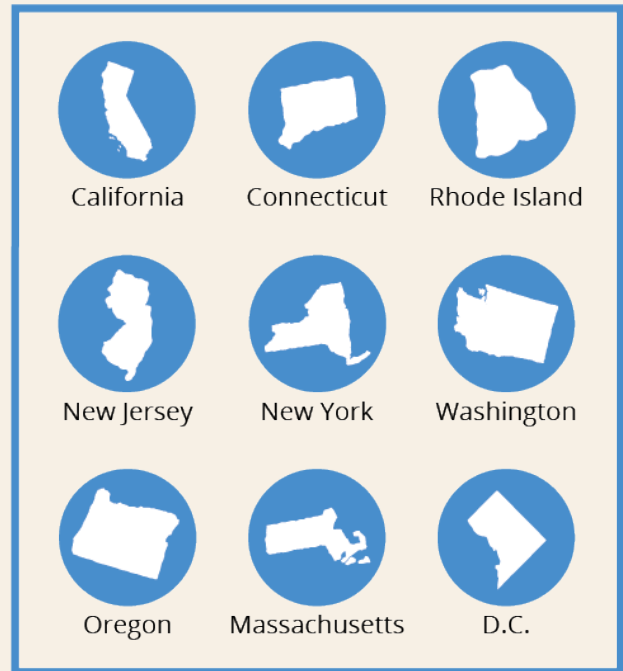 California
Connecticut
Rhode Island
New Jersey
New York
Washington
Oregon
Massachusetts
D.C.